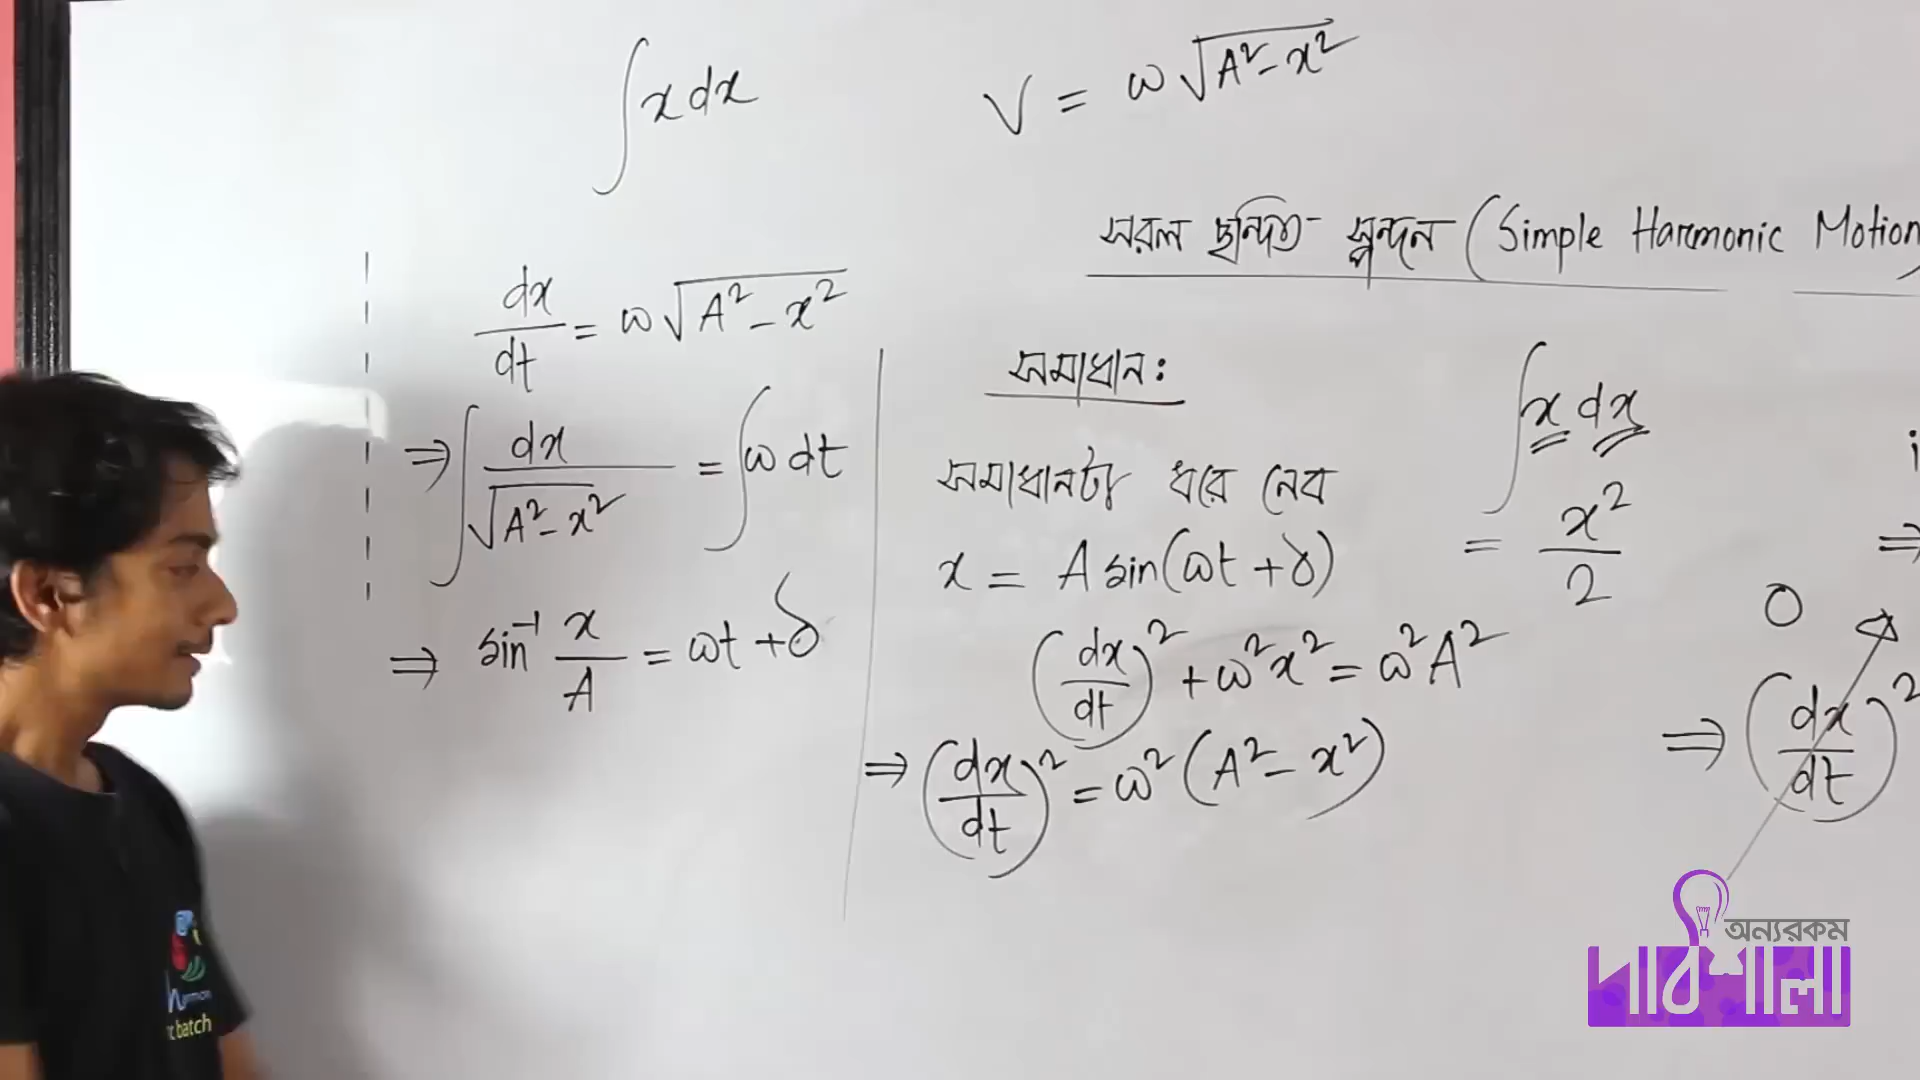 ∫x dx
V = ω√(A²-x²)
সরল ছন্দিত স্পন্দন (Simple Harmonic Motion
dx/dt = ω√(A²-x²)
⇒ ∫dx/√(A²-x²) = ∫ω dt
⇒ sin⁻¹ x/A = ωt + δ
সমাধান:
সমাধানটা ধরে নেব
x = A sin(ωt + δ)
(dx/dt)² + ω²x² = ω²A²
⇒ (dx/dt)² = ω²(A²-x²)
∫x dx
= x²/2
⇒
0
⇒ (dx/dt)²
অন্যরকম
পাঠশালা
batch